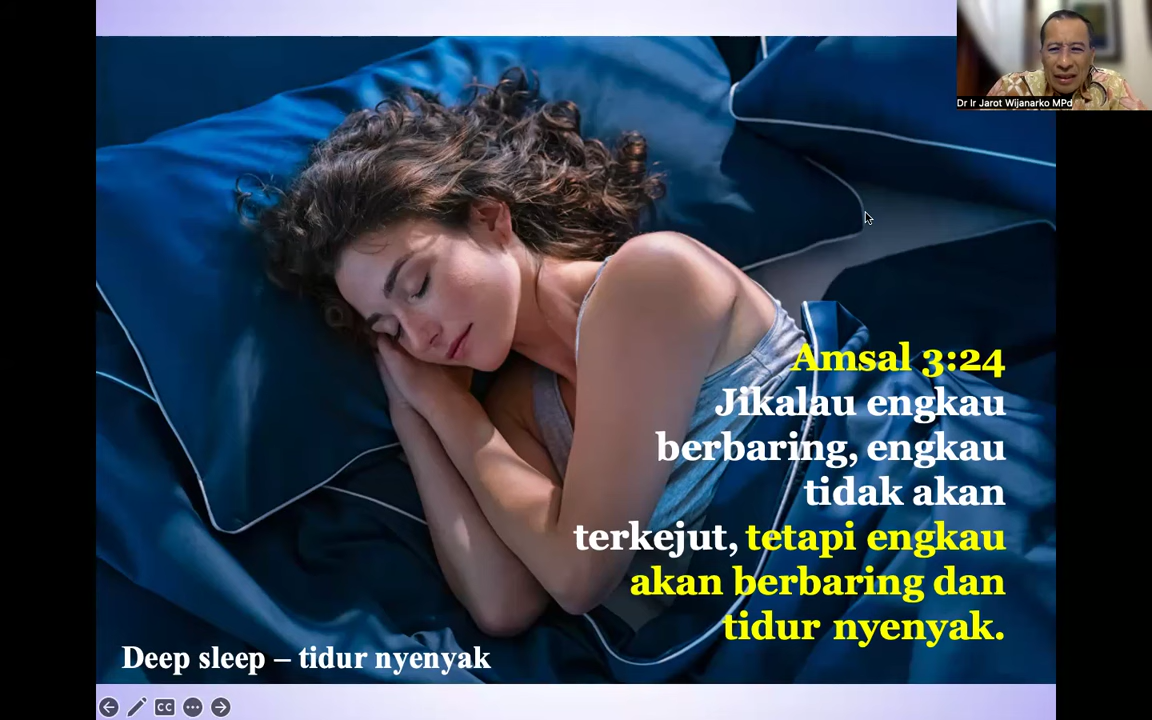 Dr Ir Jarot Wijanarko MPd
Amsal 3:24
Jikalau engkau
berbaring, engkau
tidak akan
terkejut, tetapi engkau
akan berbaring dan
tidur nyenyak.
Deep sleep – tidur nyenyak
CC